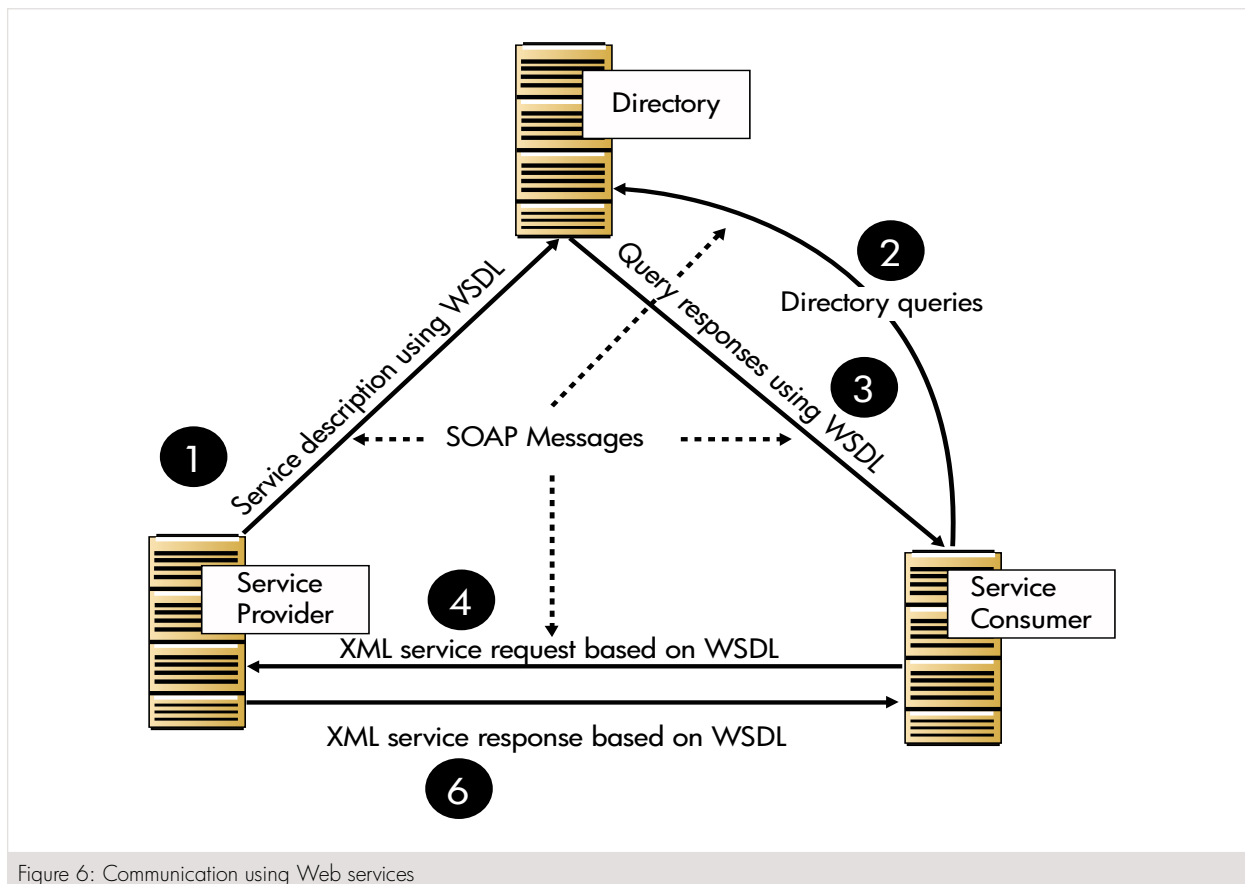 Directory
2
Directory queries
Query responses using WSDL
3
Service description using WSDL
1
SOAP Messages
Service
Provider
Service
Consumer
4
XML service request based on WSDL
XML service response based on WSDL
6
Figure 6: Communication using Web services